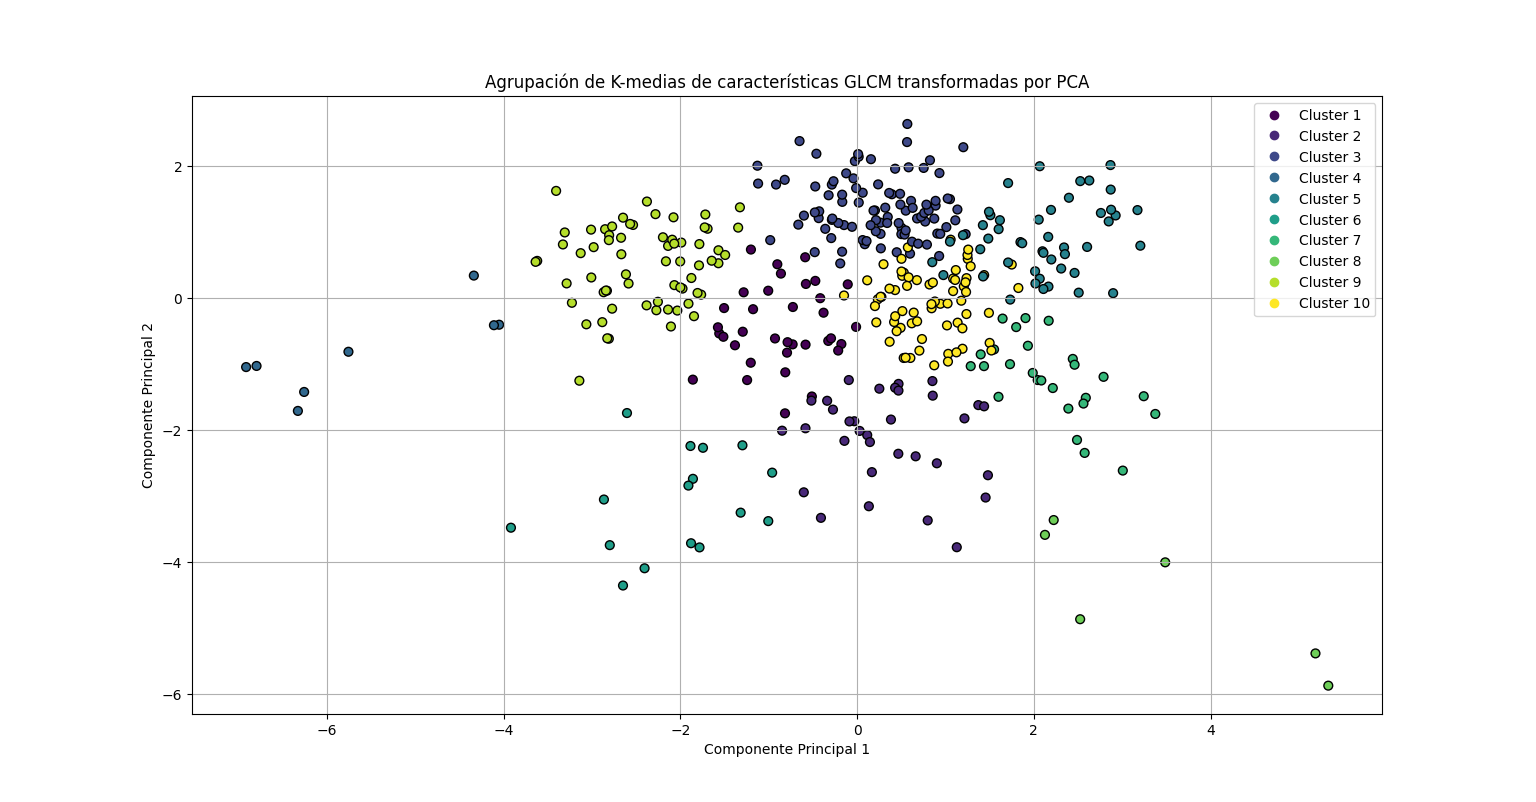 Agrupación de K-medias de características GLCM transformadas por PCA
Cluster 1
Cluster 2
Cluster 3
Cluster 4
Cluster 5
Cluster 6
Cluster 7
Cluster 8
Cluster 9
Cluster 10
2
0
−2
−4
−6
Componente Principal 2
−6 −4 −2 0 2 4
Componente Principal 1